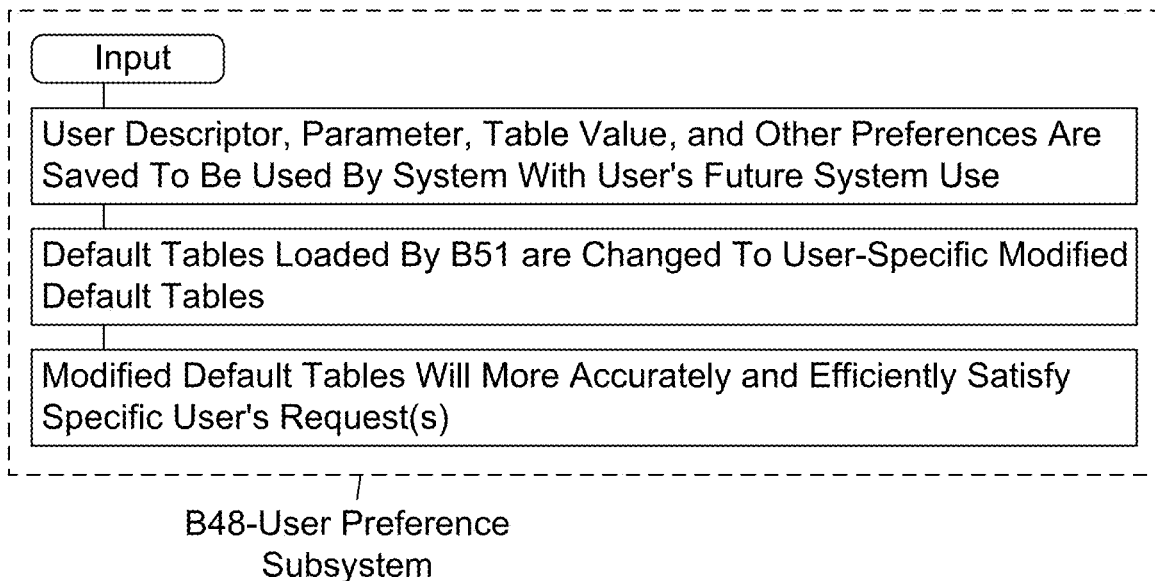 Input
User Descriptor, Parameter, Table Value, and Other Preferences Are
Saved To Be Used By System With User's Future System Use
Default Tables Loaded By B51 are Changed To User-Specific Modified
Default Tables
Modified Default Tables Will More Accurately and Efficiently Satisfy
Specific User's Request(s)
B48-User Preference
Subsystem